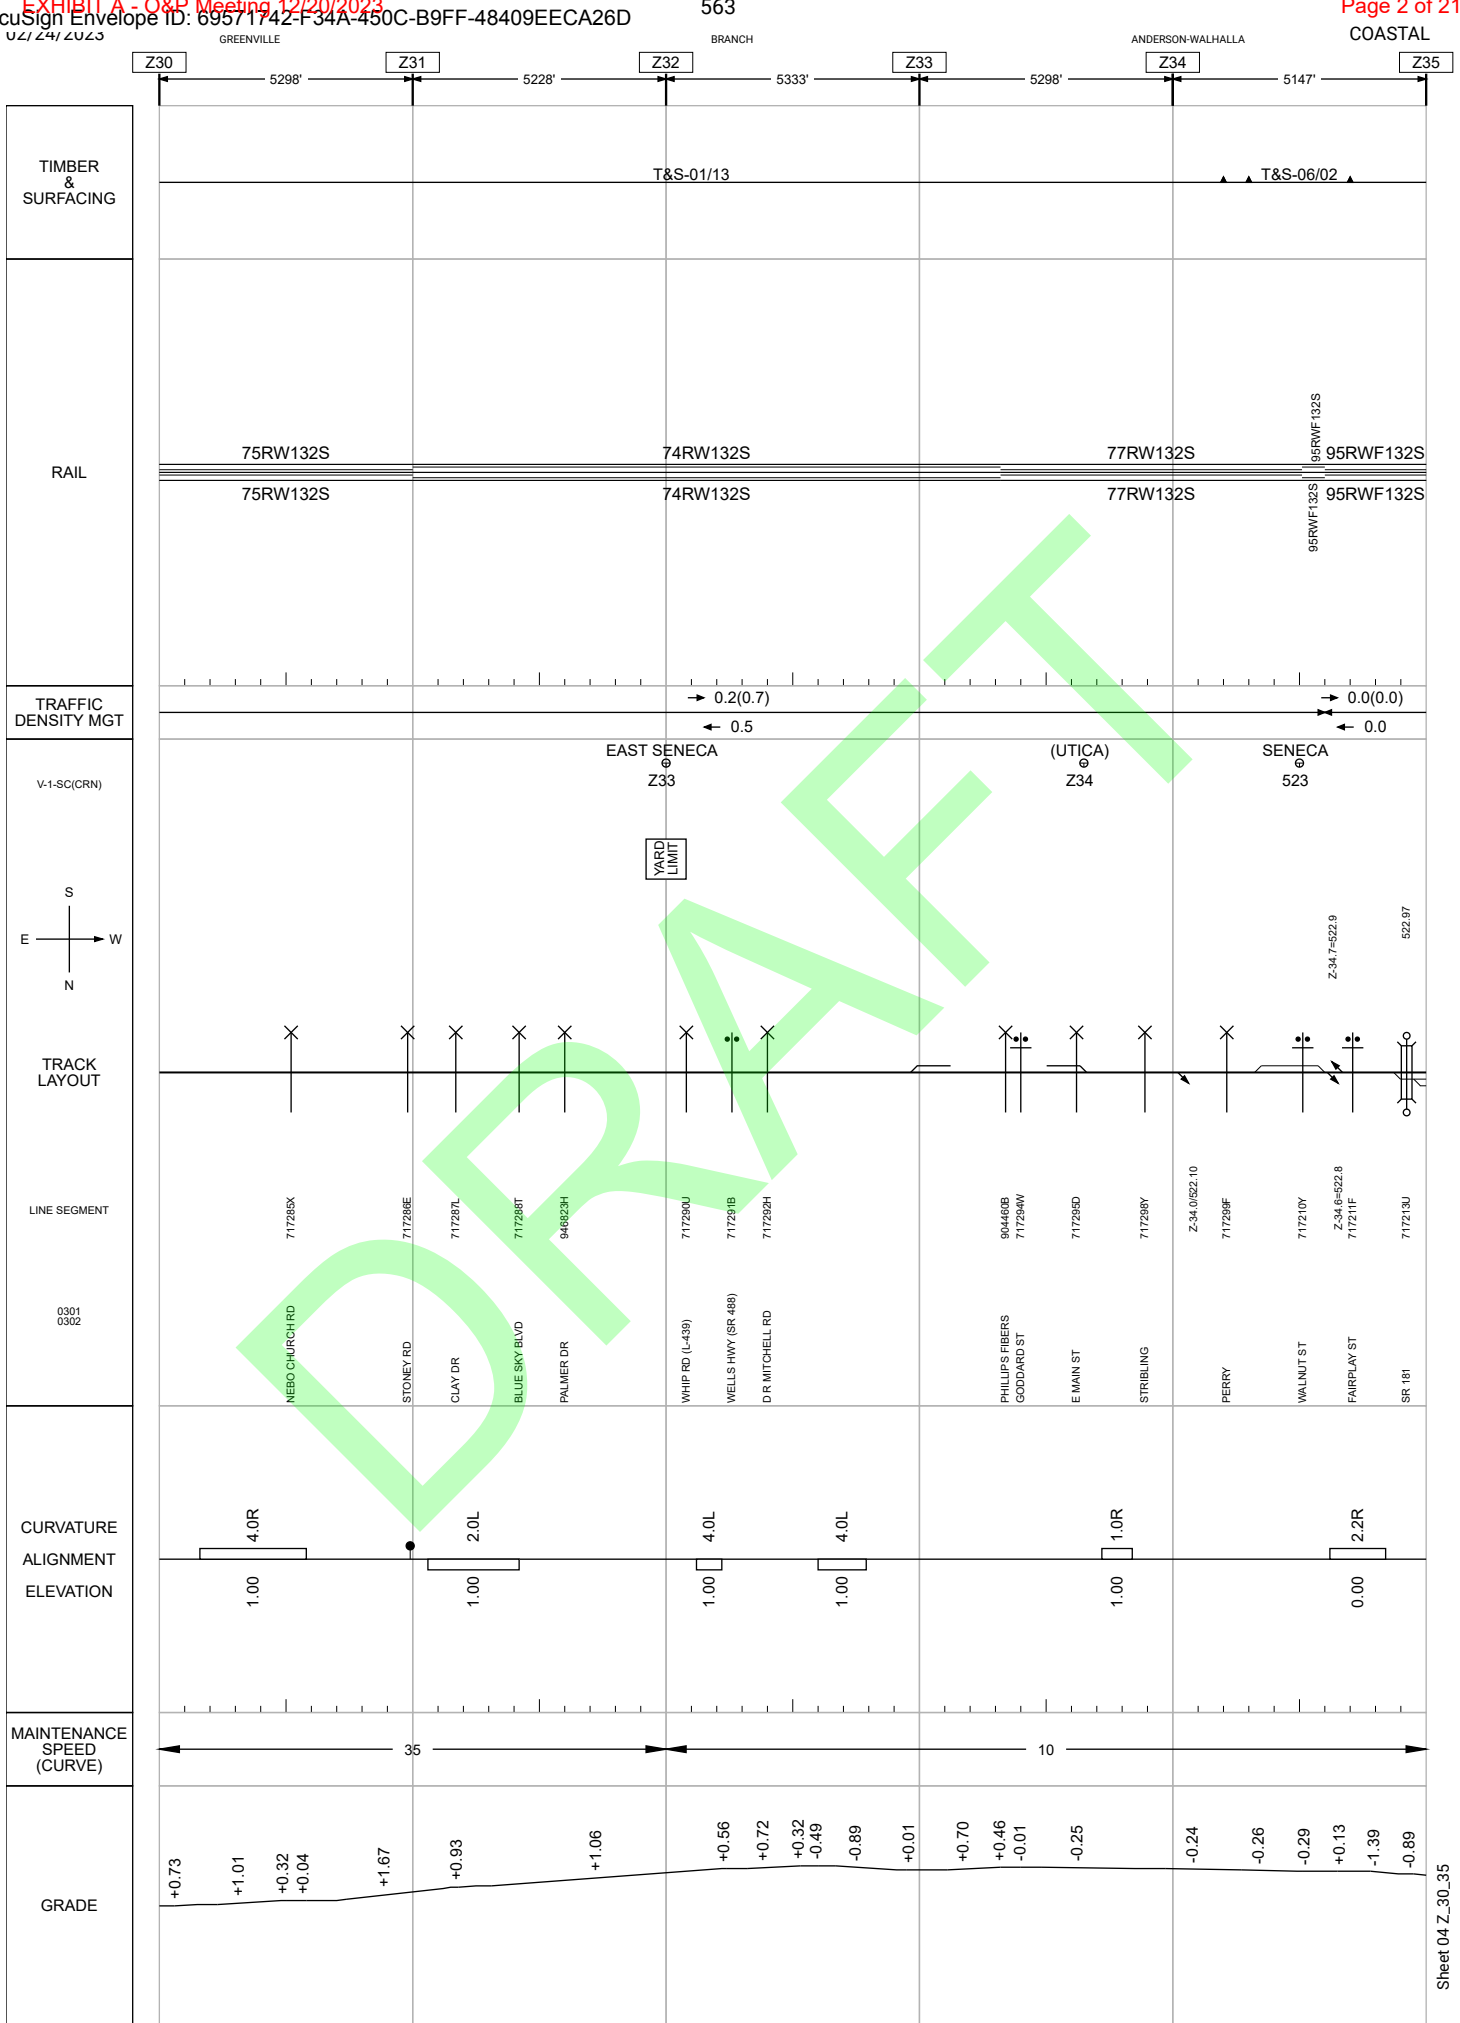 EXHIBIT A - O&P Meeting 12/20/2023
cuSign Envelope ID: 69571742-F34A-450C-B9FF-48409EECA26D
563
Page 2 of 21
02/24/2023
GREENVILLE
BRANCH
ANDERSON-WALHALLA
COASTAL
Z30 Z31 Z32 Z33 Z34 Z35
5298' 5228' 5333' 5298' 5147'
TIMBER
&
SURFACING
T&S-01/13
T&S-06/02
RAIL
75RW132S 74RW132S 77RW132S 95RWF132S 95RWF132S
75RW132S 74RW132S 77RW132S 95RWF132S 95RWF132S
TRAFFIC
DENSITY MGT
0.2(0.7) 0.0(0.0)
0.5 0.0
EAST SENECA (UTICA) SENECA
Z33 Z34 523
V-1-SC(CRN)
YARD
LIMIT
S
E W
N
Z-34.7=522.9
522.97
TRACK
LAYOUT
LINE SEGMENT
717285X
717286E
717287L
717288T
946823H
717290U
717291B
717292H
904460B
717294W
717295D
717298Y
Z-34.0/522.10
717299F
717210Y
Z-34.6=522.8
717211F
717213U
0301
0302
NEBO CHURCH RD
STONEY RD
CLAY DR
BLUE SKY BLVD
PALMER DR
WHIP RD (L-439)
WELLS HWY (SR 488)
D R MITCHELL RD
PHILLIPS FIBERS
GODDARD ST
E MAIN ST
STRIBLING
PERRY
WALNUT ST
FAIRPLAY ST
SR 181
CURVATURE
ALIGNMENT
ELEVATION
4.0R 2.0L 4.0L 4.0L 1.0R 2.2R
1.00 1.00 1.00 1.00 1.00 0.00
MAINTENANCE
SPEED
(CURVE)
35 10
GRADE
+0.73
+1.01
+0.32
+0.04
+1.67
+0.93
+1.06
+0.56
+0.72
+0.32
-0.49
-0.89
+0.01
+0.70
+0.46
-0.01
-0.25
-0.24
-0.26
-0.29
+0.13
-1.39
-0.89
Sheet 04 Z_30_35
DRAFT